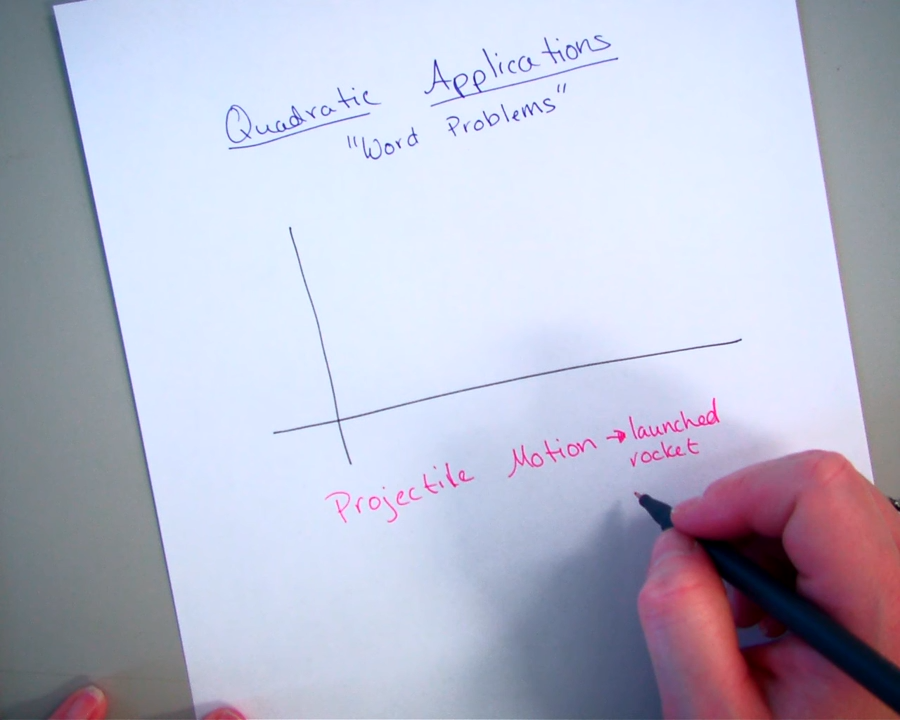 Quadratic Applications
"Word Problems"
Projectile Motion → launched
rocket